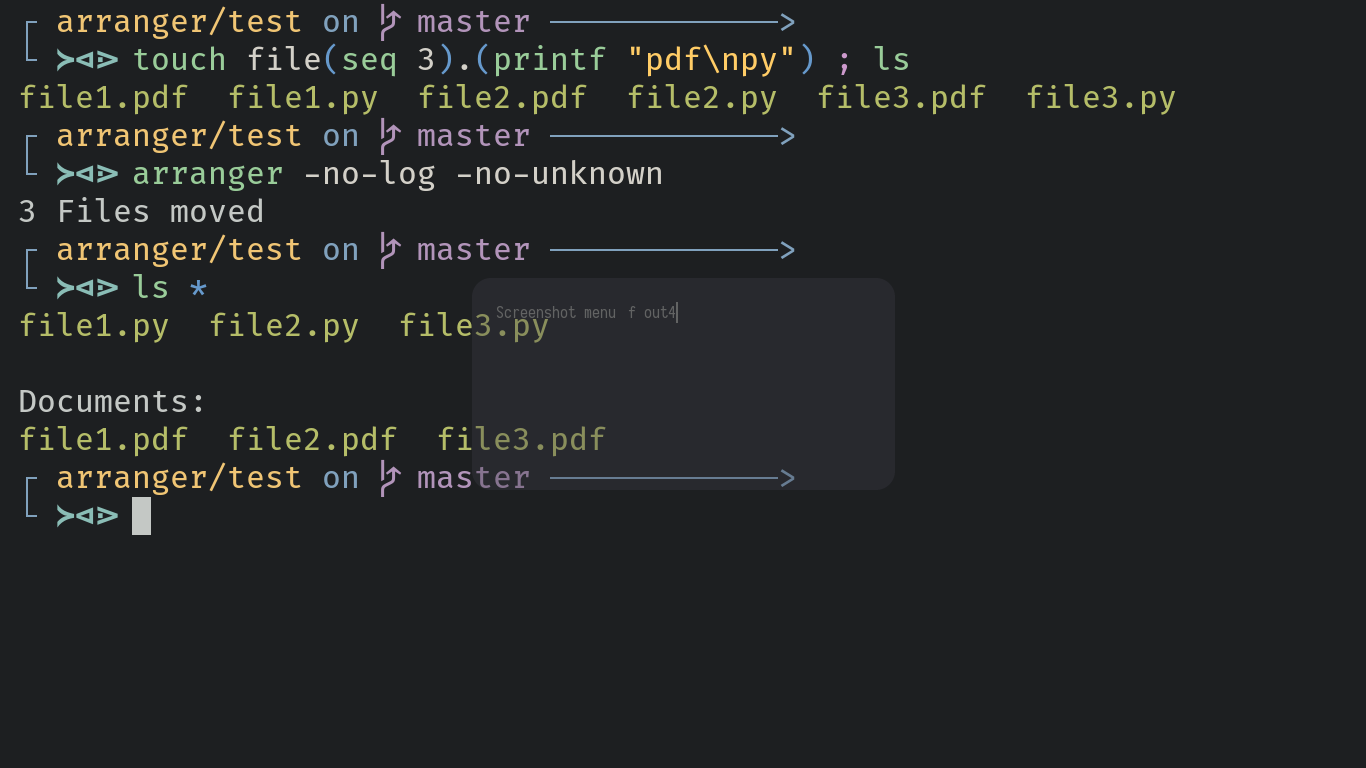 ┌ arranger/test on master ───────────>
└ ≻⋖⋗ touch file(seq 3).(printf "pdf\npy") ; ls
file1.pdf  file1.py  file2.pdf  file2.py  file3.pdf  file3.py
┌ arranger/test on master ───────────>
└ ≻⋖⋗ arranger -no-log -no-unknown
3 Files moved
┌ arranger/test on master ───────────>
└ ≻⋖⋗ ls *
Screenshot menu f out4
file1.py  file2.py  file3.py
Documents:
file1.pdf  file2.pdf  file3.pdf
┌ arranger/test on master ───────────>
└ ≻⋖⋗